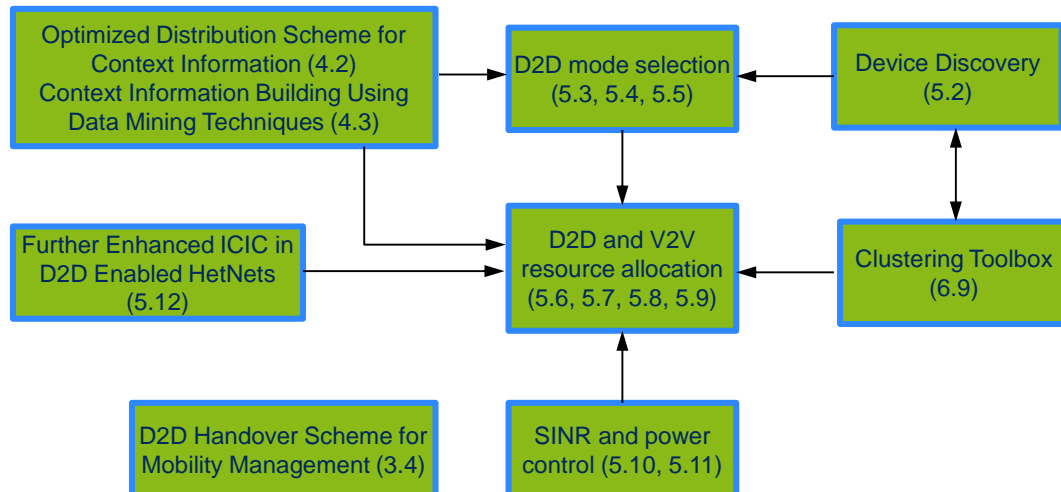 Optimized Distribution Scheme for
Context Information (4.2)
Context Information Building Using
Data Mining Techniques (4.3)
D2D mode selection
(5.3, 5.4, 5.5)
Device Discovery
(5.2)
Further Enhanced ICIC in
D2D Enabled HetNets
(5.12)
D2D and V2V
resource allocation
(5.6, 5.7, 5.8, 5.9)
Clustering Toolbox
(6.9)
D2D Handover Scheme for
Mobility Management (3.4)
SINR and power
control (5.10, 5.11)